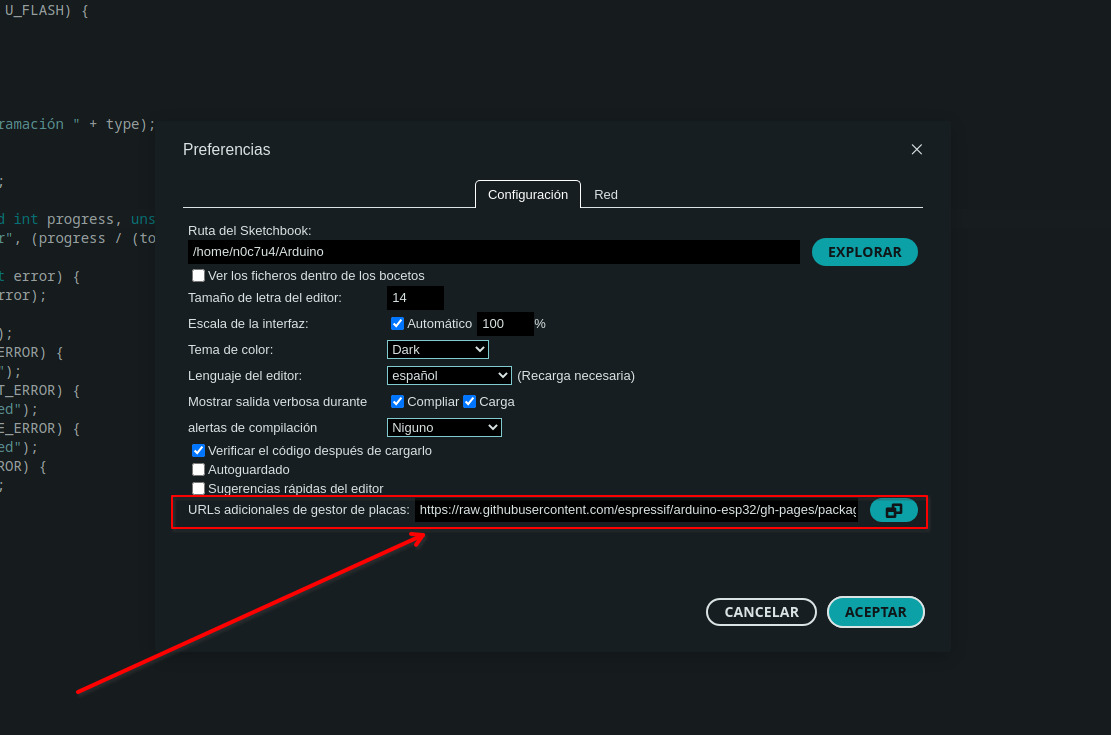 U_FLASH) {
ramación " + type);
;
d int progress, uns
r", (progress / (to
t error) {
rror);
);
ERROR) {
");
T_ERROR) {
ed");
E_ERROR) {
ed");
ROR) {
;
Preferencias
Configuración Red
Ruta del Sketchbook:
/home/n0c7u4/Arduino EXPLORAR
Ver los ficheros dentro de los bocetos
Tamaño de letra del editor: 14
Escala de la interfaz: Automático 100 %
Tema de color: Dark
Lenguaje del editor: español (Recarga necesaria)
Mostrar salida verbosa durante Compliar Carga
alertas de compilación Niguno
Verificar el código después de cargarlo
Autoguardado
Sugerencias rápidas del editor
URLs adicionales de gestor de placas: https://raw.githubusercontent.com/espressif/arduino-esp32/gh-pages/packag
CANCELAR ACEPTAR